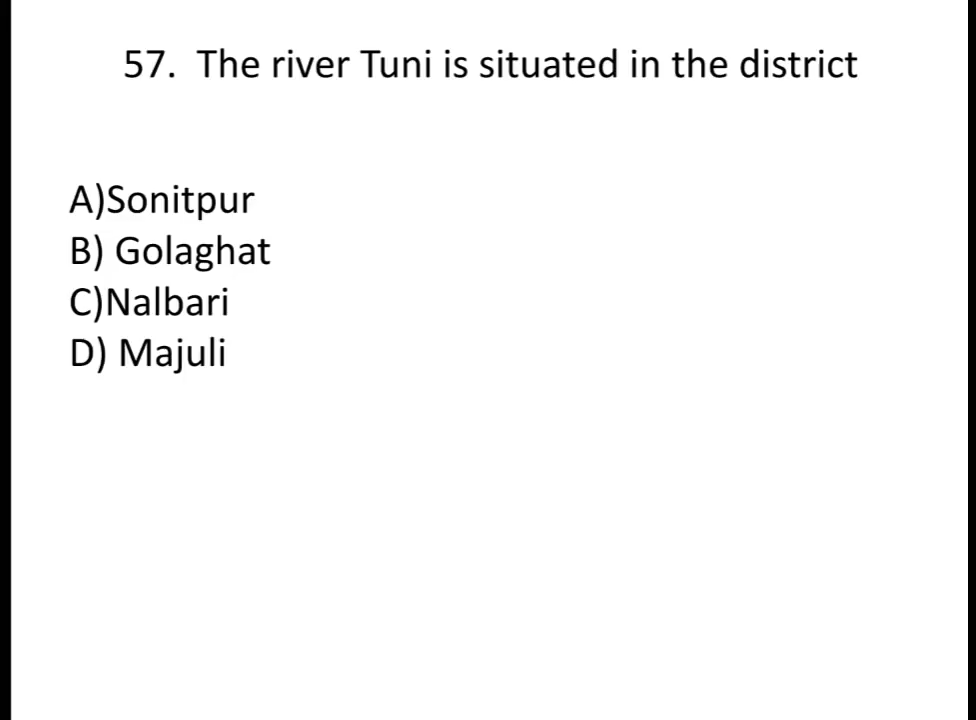 57. The river Tuni is situated in the district
A)Sonitpur
B) Golaghat
C)Nalbari
D) Majuli